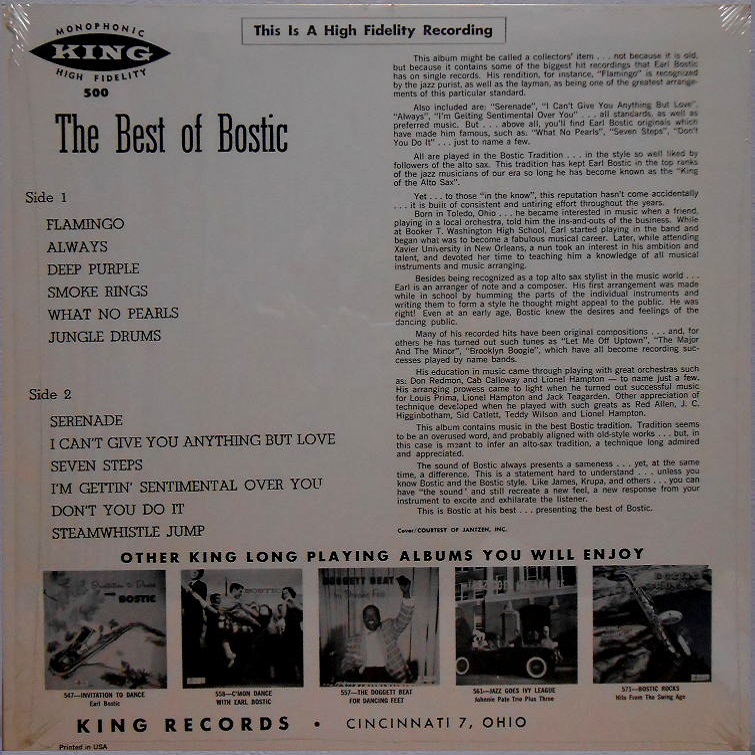 MONOPHONIC
KING
HIGH FIDELITY
500
This Is A High Fidelity Recording
The Best of Bostic
Side 1
FLAMINGO
ALWAYS
DEEP PURPLE
SMOKE RINGS
WHAT NO PEARLS
JUNGLE DRUMS
Side 2
SERENADE
I CAN'T GIVE YOU ANYTHING BUT LOVE
SEVEN STEPS
I'M GETTIN' SENTIMENTAL OVER YOU
DON'T YOU DO IT
STEAMWHISTLE JUMP
This album might be called a collectors' item . . . not because it is old,
but because it contains some of the biggest hit recordings that Earl Bostic
has on single records. His rendition, for instance, "Flamingo" is recognized
by the jazz purist, as well as the layman, as being one of the greatest arrange-
ments of this particular standard.
Also included are: "Serenade", "I Can't Give You Anything But Love",
"Always", "I'm Getting Sentimental Over You" . . . all standards, as well as
preferred music. But . . . above all, you'll find Earl Bostic originals which
have made him famous, such as: "What No Pearls", "Seven Steps", "Don't
You Do It" . . . just to name a few.
All are played in the Bostic Tradition . . . in the style so well liked by
followers of the alto sax. This tradition has kept Earl Bostic in the top ranks
of the jazz musicians of our era so long he has become known as the "King
of the Alto Sax".
Yet . . . to those "in the know", this reputation hasn't come accidentally
. . . it is built of consistent and untiring effort throughout the years.
Born in Toledo, Ohio . . . he became interested in music when a friend,
playing in a local orchestra, told him the ins-and-outs of the business. While
at Booker T. Washington High School, Earl started playing in the band and
began what was to become a fabulous musical career. Later, while attending
Xavier University in New Orleans, a nun took an interest in his ambition and
talent, and devoted her time to teaching him a knowledge of all musical
instruments and music arranging.
Besides being recognized as a top alto sax stylist in the music world . . .
Earl is an arranger of note and a composer. His first arrangement was made
while in school by humming the parts of the individual instruments and
writing them to form a style he thought might appeal to the public. He was
right! Even at an early age, Bostic knew the desires and feelings of the
dancing public.
Many of his recorded hits have been original compositions . . . and, for
others he has turned out such tunes as "Let Me Off Uptown", "The Major
And The Minor", "Brooklyn Boogie", which have all become recording suc-
cesses played by name bands.
His education in music came through playing with great orchestras such
as: Don Redmon, Cab Calloway and Lionel Hampton — to name just a few.
His arranging prowess came to light when he turned out successful music
for Louis Prima, Lionel Hampton and Jack Teagarden. Other appreciation of
technique developed when he played with such greats as Red Allen, J. C.
Higginbotham, Sid Catlett, Teddy Wilson and Lionel Hampton.
This album contains music in the best Bostic tradition. Tradition seems
to be an overused word, and probably aligned with old-style works . . . but, in
this case is meant to infer an alto-sax tradition, a technique long admired
and appreciated.
The sound of Bostic always presents a sameness . . . yet, at the same
time, a difference. This is a statement hard to understand . . . unless you
know Bostic and the Bostic style. Like James, Krupa, and others . . . you can
have "the sound" and still recreate a new feel, a new response from your
instrument to excite and exhilarate the listener.
This is Bostic at his best . . . presenting the best of Bostic.
Cover/COURTESY OF JANTZEN, INC.
OTHER KING LONG PLAYING ALBUMS YOU WILL ENJOY
Invitation to Dance
BOSTIC
BOSTIC
DOGGETT BEAT
547—INVITATION TO DANCE
Earl Bostic
558—C'MON DANCE
WITH EARL BOSTIC
557—THE DOGGETT BEAT
FOR DANCING FEET
561—JAZZ GOES IVY LEAGUE
Johnnie Pate Trio Plus Three
571—BOSTIC ROCKS
Hits From The Swing Age
KING RECORDS • CINCINNATI 7, OHIO
Printed in USA